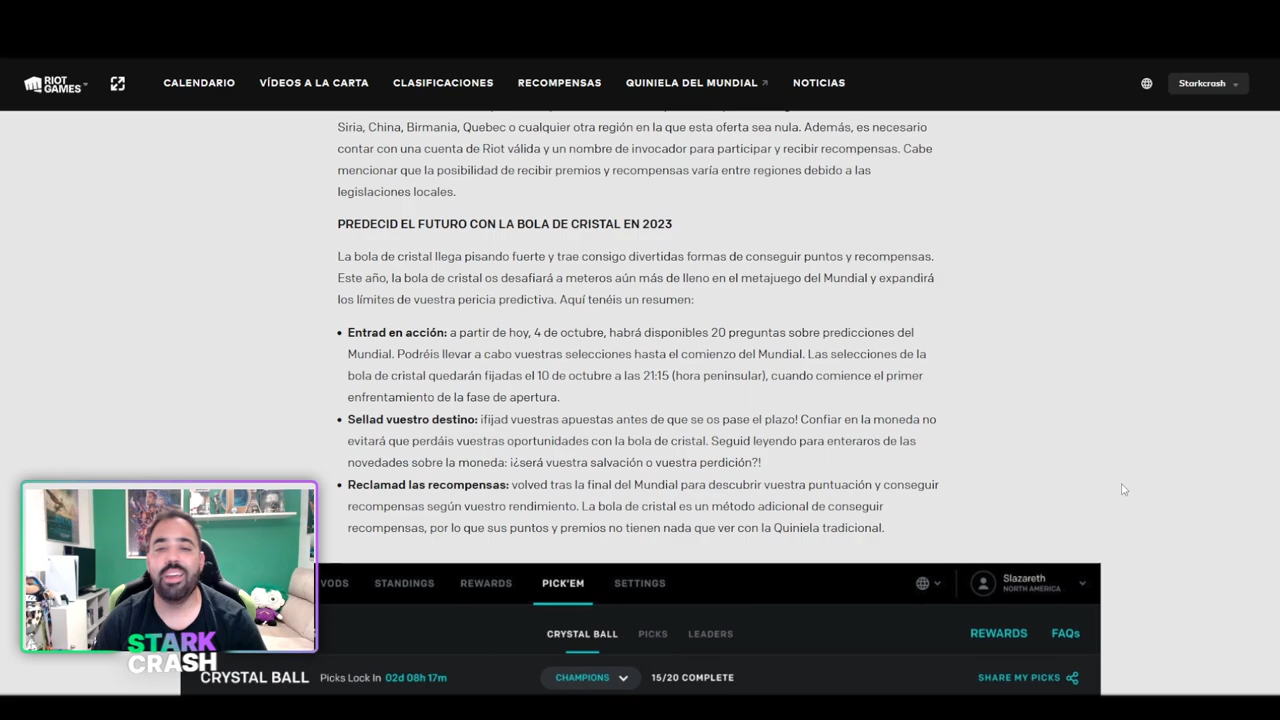 RIOT GAMES
CALENDARIO
VÍDEOS A LA CARTA
CLASIFICACIONES
RECOMPENSAS
QUINIELA DEL MUNDIAL
NOTICIAS
Starkcrash
Siria, China, Birmania, Quebec o cualquier otra región en la que esta oferta sea nula. Además, es necesario
contar con una cuenta de Riot válida y un nombre de invocador para participar y recibir recompensas. Cabe
mencionar que la posibilidad de recibir premios y recompensas varía entre regiones debido a las
legislaciones locales.
PREDECID EL FUTURO CON LA BOLA DE CRISTAL EN 2023
La bola de cristal llega pisando fuerte y trae consigo divertidas formas de conseguir puntos y recompensas.
Este año, la bola de cristal os desafiará a meteros aún más de lleno en el metajuego del Mundial y expandirá
los límites de vuestra pericia predictiva. Aquí tenéis un resumen:
• Entrad en acción: a partir de hoy, 4 de octubre, habrá disponibles 20 preguntas sobre predicciones del
Mundial. Podréis llevar a cabo vuestras selecciones hasta el comienzo del Mundial. Las selecciones de la
bola de cristal quedarán fijadas el 10 de octubre a las 21:15 (hora peninsular), cuando comience el primer
enfrentamiento de la fase de apertura.
• Sellad vuestro destino: ¡fijad vuestras apuestas antes de que se os pase el plazo! Confiar en la moneda no
evitará que perdáis vuestras oportunidades con la bola de cristal. Seguid leyendo para enteraros de las
novedades sobre la moneda: ¡¿será vuestra salvación o vuestra perdición?!
• Reclamad las recompensas: volved tras la final del Mundial para descubrir vuestra puntuación y conseguir
recompensas según vuestro rendimiento. La bola de cristal es un método adicional de conseguir
recompensas, por lo que sus puntos y premios no tienen nada que ver con la Quiniela tradicional.
VODS
STANDINGS
REWARDS
PICK'EM
SETTINGS
Slazareth
NORTH AMERICA
CRYSTAL BALL
PICKS
LEADERS
REWARDS
FAQs
STARK
CRASH
CRYSTAL BALL
Picks Lock In 02d 08h 17m
CHAMPIONS
15/20 COMPLETE
SHARE MY PICKS